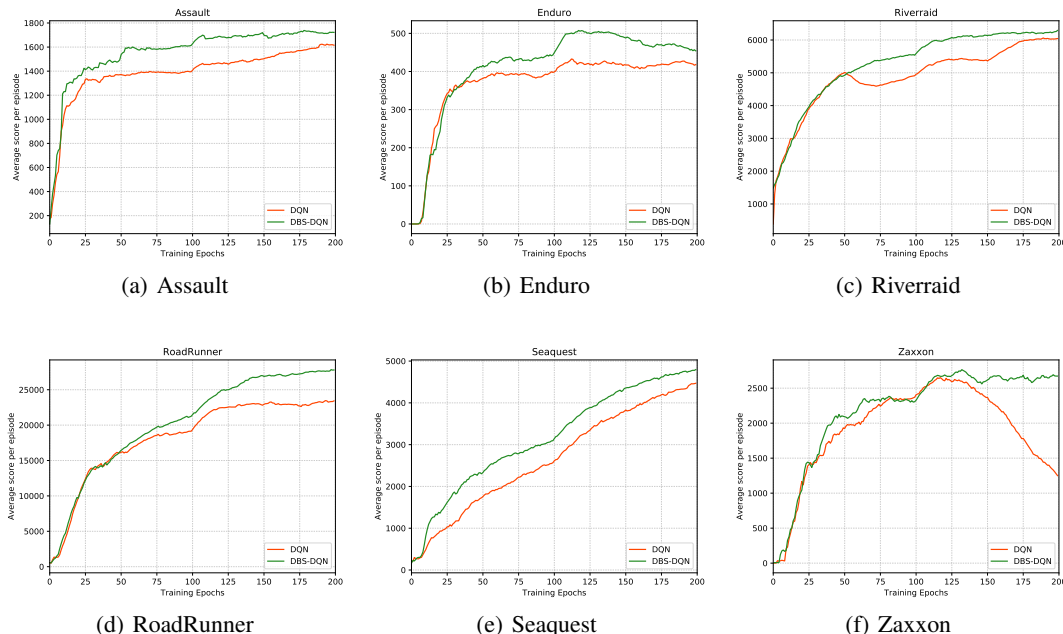 Assault
Average score per episode
1800
1600
1400
1200
1000
800
600
400
200
0 25 50 75 100 125 150 175 200
Training Epochs
DQN
DBS-DQN
(a) Assault
Enduro
Average score per episode
500
400
300
200
100
0
0 25 50 75 100 125 150 175 200
Training Epochs
DQN
DBS-DQN
(b) Enduro
Riverraid
Average score per episode
6000
5000
4000
3000
2000
1000
0 25 50 75 100 125 150 175 200
Training Epochs
DQN
DBS-DQN
(c) Riverraid
RoadRunner
Average score per episode
25000
20000
15000
10000
5000
0
0 25 50 75 100 125 150 175 200
Training Epochs
DQN
DBS-DQN
(d) RoadRunner
Seaquest
Average score per episode
5000
4000
3000
2000
1000
0
0 25 50 75 100 125 150 175 200
Training Epochs
DQN
DBS-DQN
(e) Seaquest
Zaxxon
Average score per episode
2500
2000
1500
1000
500
0
0 25 50 75 100 125 150 175 200
Training Epochs
DQN
DBS-DQN
(f) Zaxxon